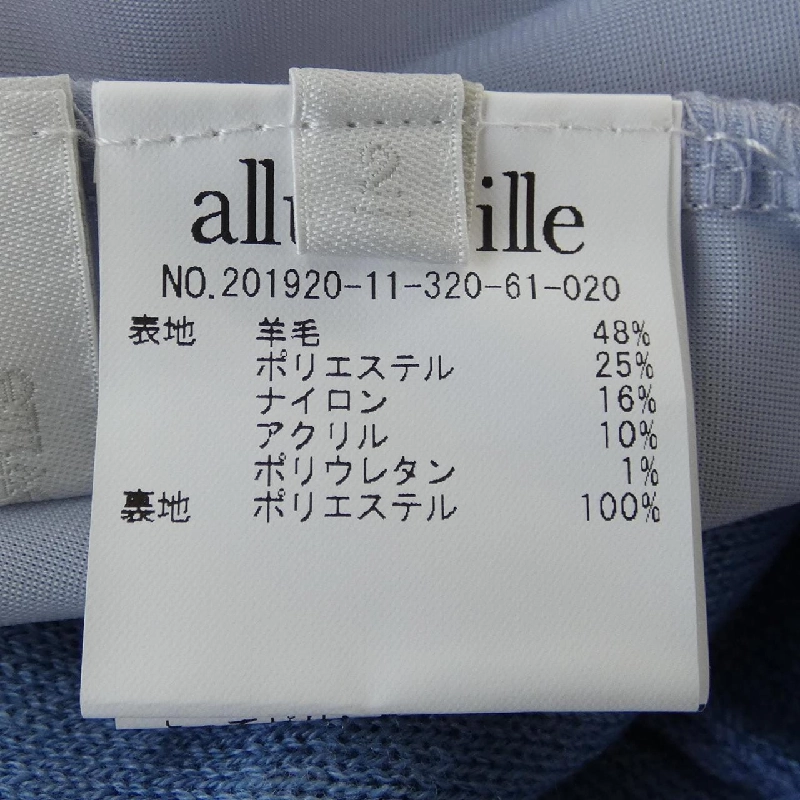 2
all ille
NO.201920-11-320-61-020
表地 羊毛 48%
ポリエステル 25%
ナイロン 16%
アクリル 10%
ポリウレタン 1%
裏地 ポリエステル 100%